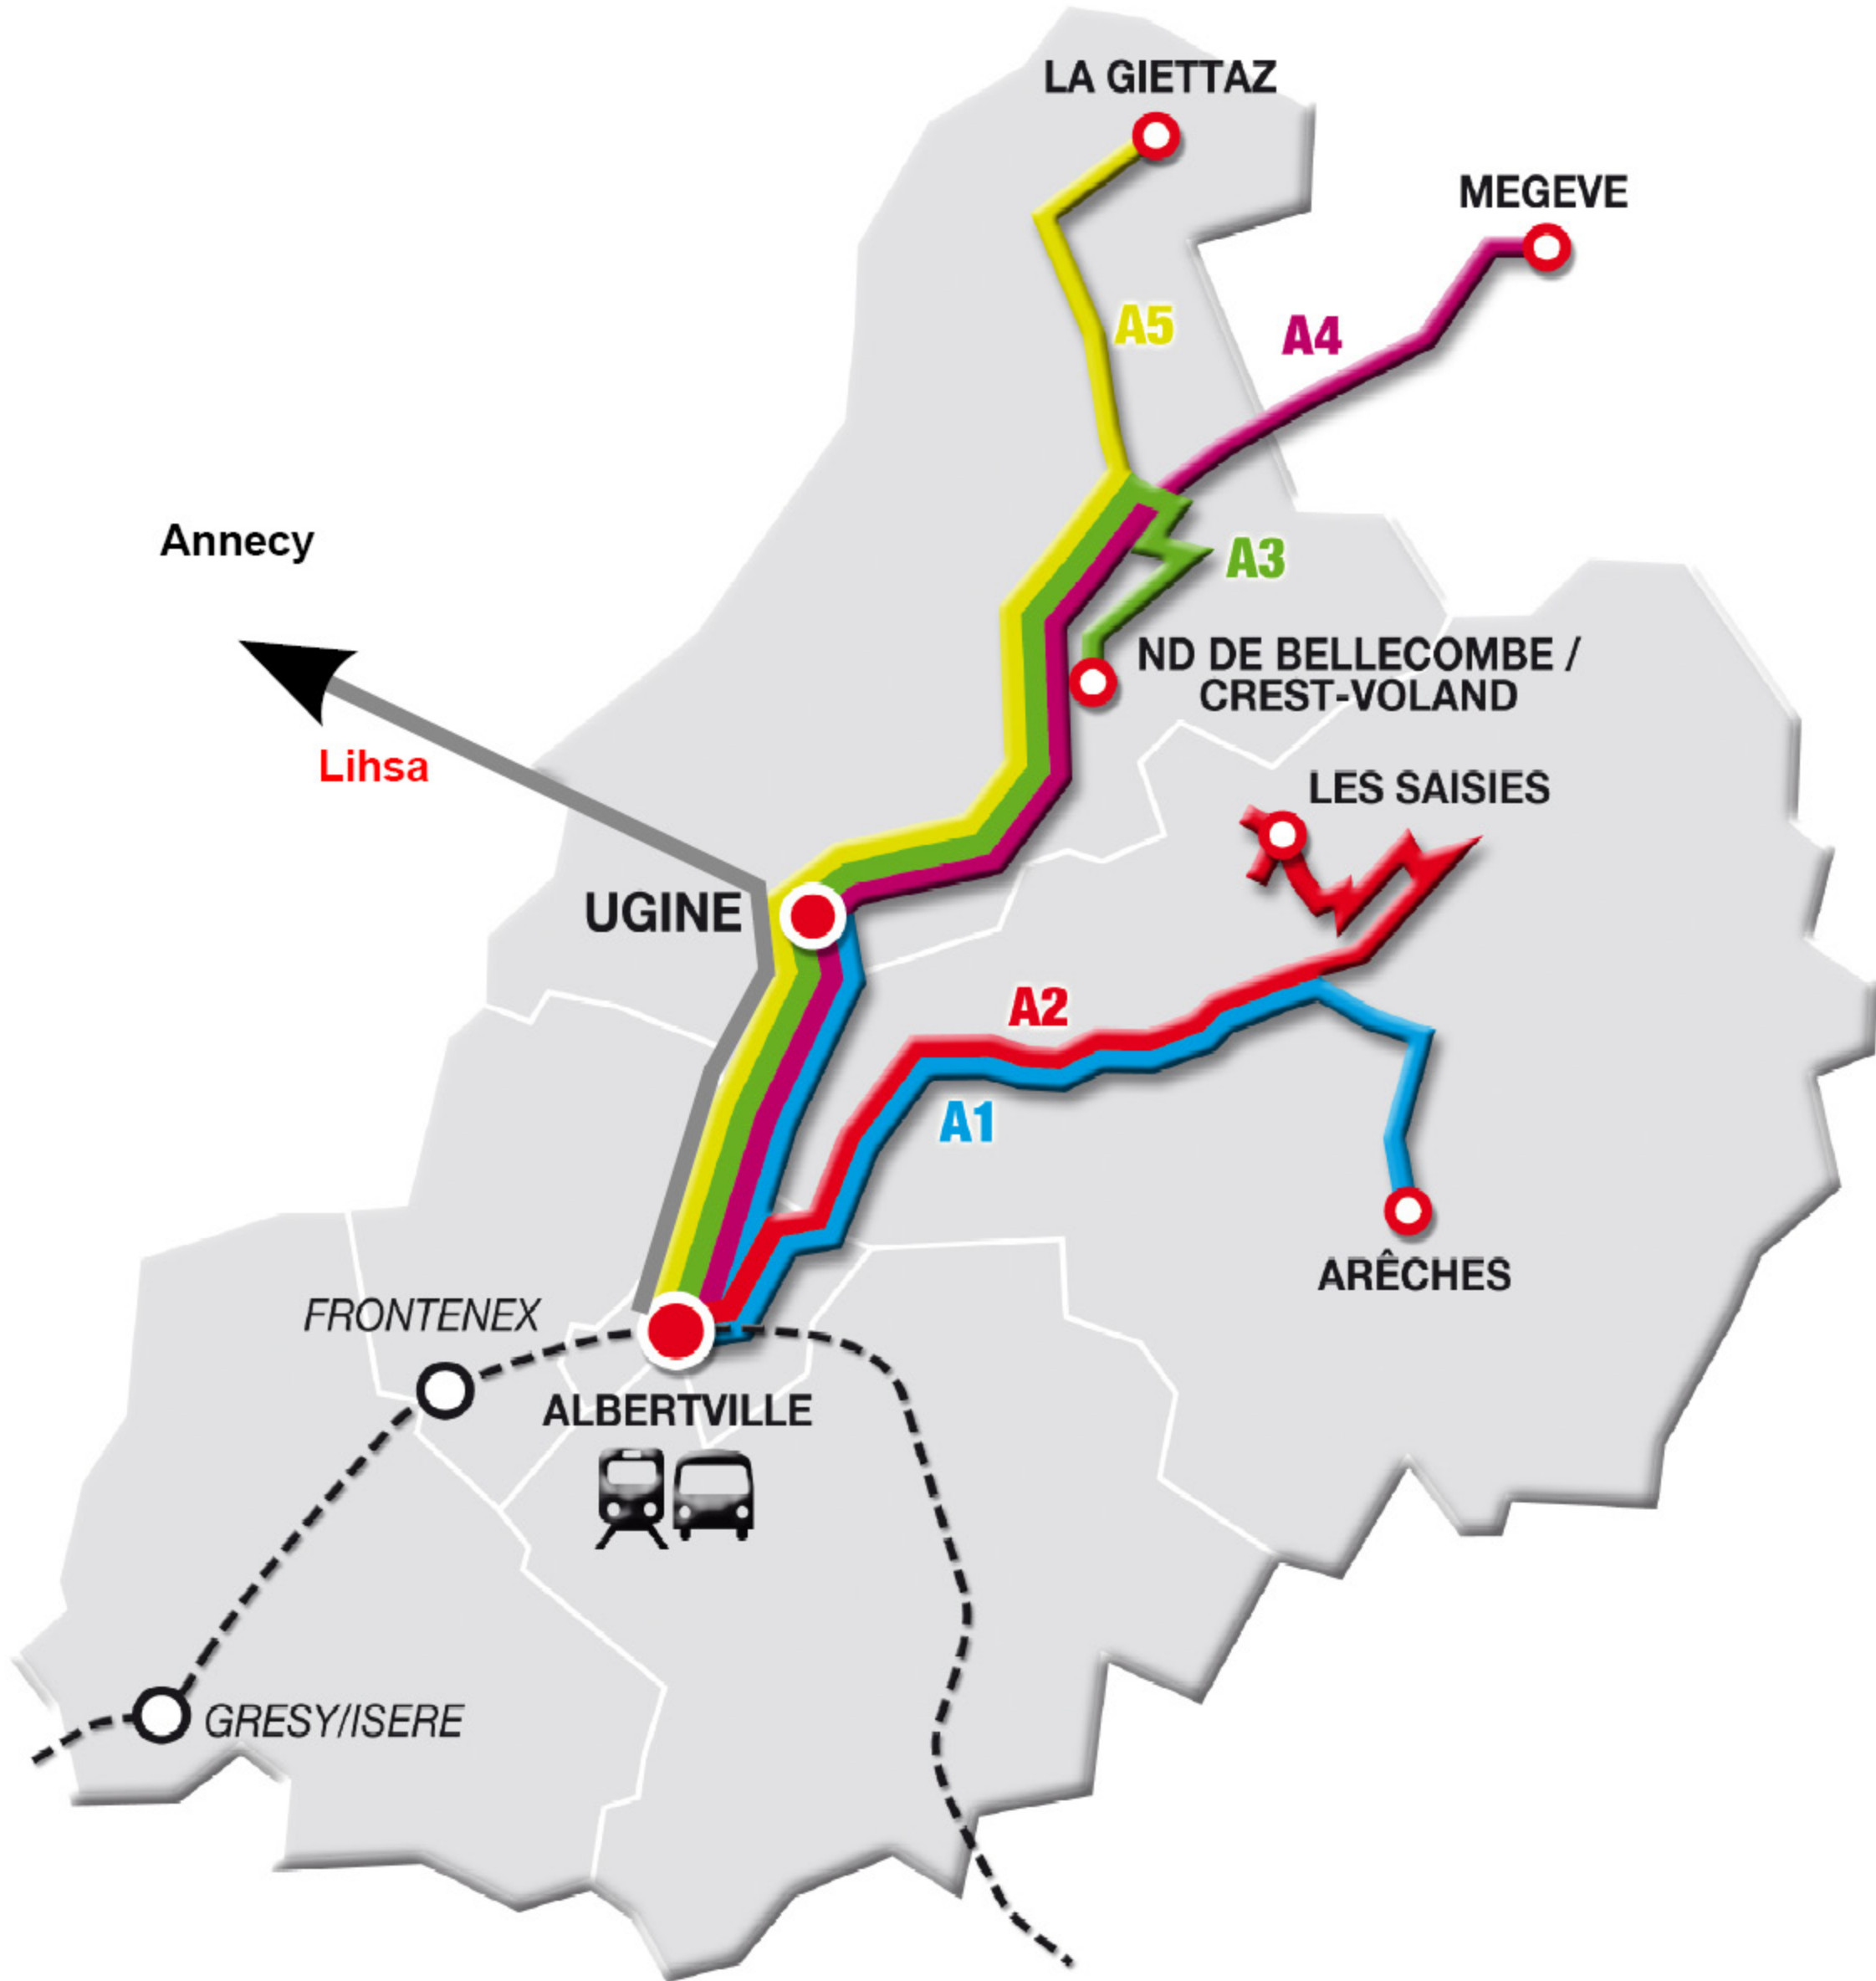 LA GIETTAZ
MEGEVE
A5
A4
Annecy
A3
ND DE BELLECOMBE /
CREST-VOLAND
Lihsa
LES SAISIES
UGINE
A2
A1
ARÊCHES
FRONTENEX
ALBERTVILLE
GRESY/ISERE